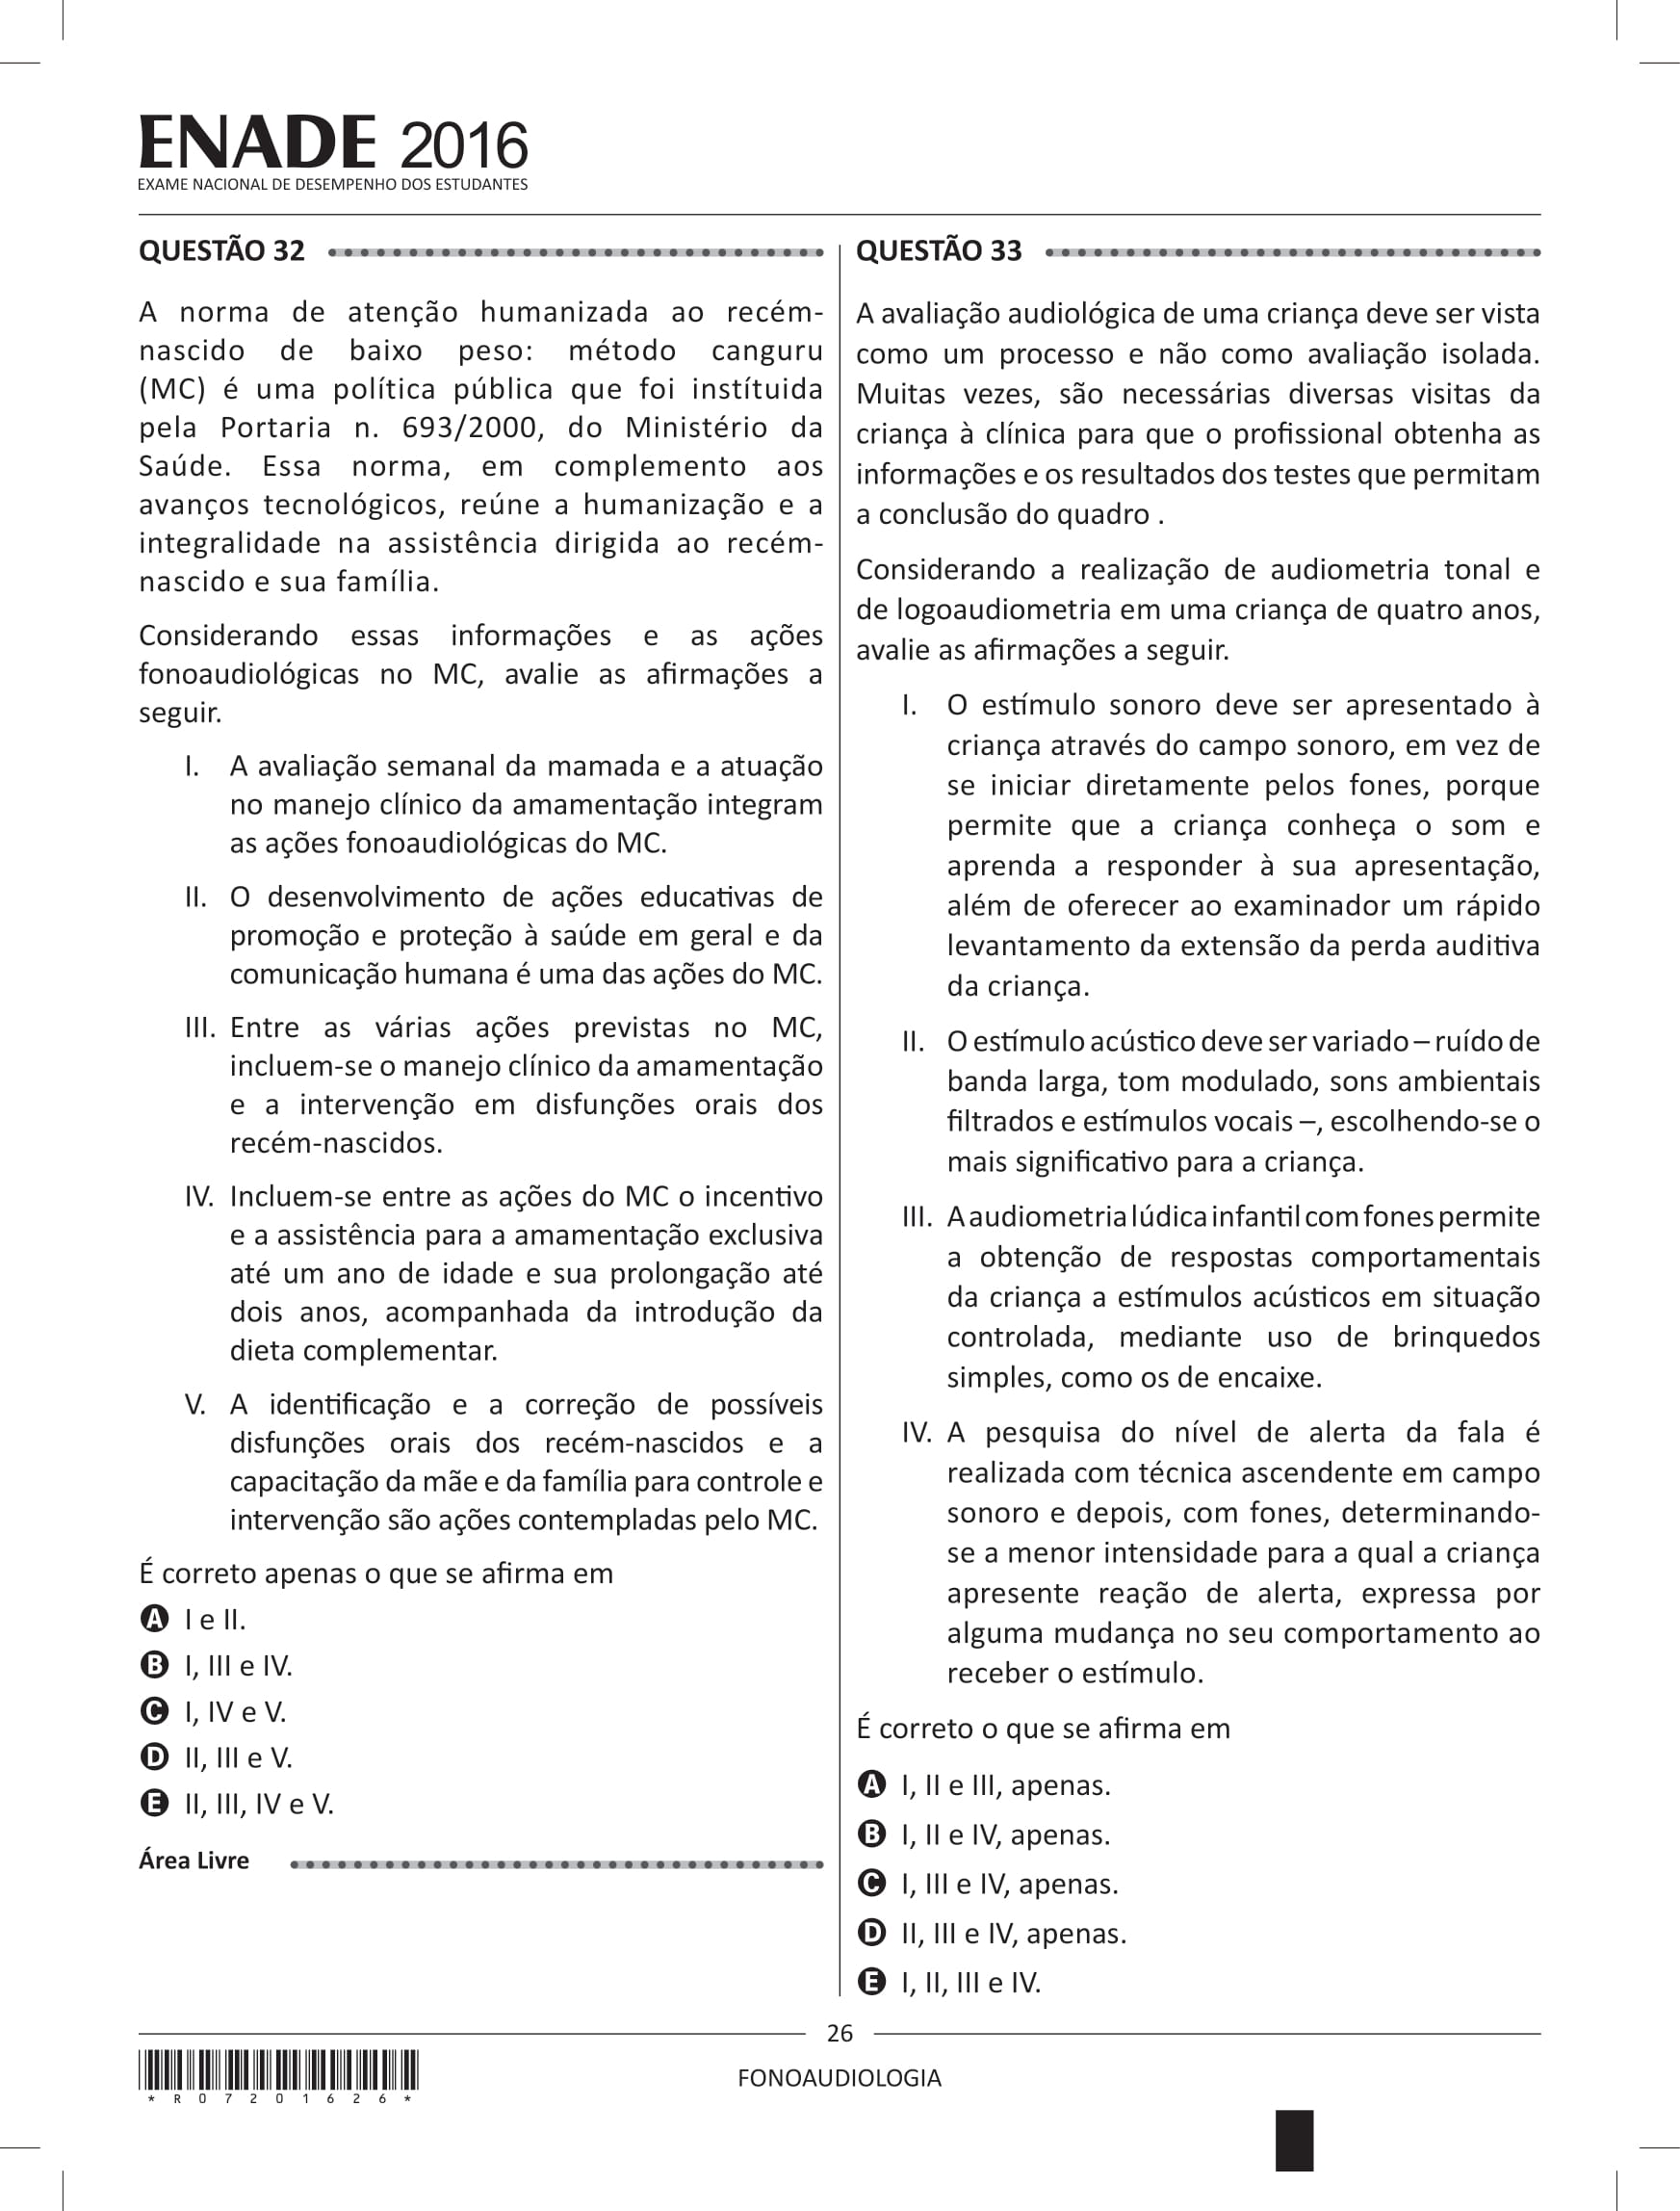 ENADE 2016
EXAME NACIONAL DE DESEMPENHO DOS ESTUDANTES
QUESTÃO 32
A norma de atenção humanizada ao recém-
nascido de baixo peso: método canguru
(MC) é uma política pública que foi instítuida
pela Portaria n. 693/2000, do Ministério da
Saúde. Essa norma, em complemento aos
avanços tecnológicos, reúne a humanização e a
integralidade na assistência dirigida ao recém-
nascido e sua família.
Considerando essas informações e as ações
fonoaudiológicas no MC, avalie as afirmações a
seguir.
I. A avaliação semanal da mamada e a atuação
no manejo clínico da amamentação integram
as ações fonoaudiológicas do MC.
II. O desenvolvimento de ações educativas de
promoção e proteção à saúde em geral e da
comunicação humana é uma das ações do MC.
III. Entre as várias ações previstas no MC,
incluem-se o manejo clínico da amamentação
e a intervenção em disfunções orais dos
recém-nascidos.
IV. Incluem-se entre as ações do MC o incentivo
e a assistência para a amamentação exclusiva
até um ano de idade e sua prolongação até
dois anos, acompanhada da introdução da
dieta complementar.
V. A identificação e a correção de possíveis
disfunções orais dos recém-nascidos e a
capacitação da mãe e da família para controle e
intervenção são ações contempladas pelo MC.
É correto apenas o que se afirma em
A I e II.
B I, III e IV.
C I, IV e V.
D II, III e V.
E II, III, IV e V.
Área Livre
QUESTÃO 33
A avaliação audiológica de uma criança deve ser vista
como um processo e não como avaliação isolada.
Muitas vezes, são necessárias diversas visitas da
criança à clínica para que o profissional obtenha as
informações e os resultados dos testes que permitam
a conclusão do quadro .
Considerando a realização de audiometria tonal e
de logoaudiometria em uma criança de quatro anos,
avalie as afirmações a seguir.
I. O estímulo sonoro deve ser apresentado à
criança através do campo sonoro, em vez de
se iniciar diretamente pelos fones, porque
permite que a criança conheça o som e
aprenda a responder à sua apresentação,
além de oferecer ao examinador um rápido
levantamento da extensão da perda auditiva
da criança.
II. O estímulo acústico deve ser variado – ruído de
banda larga, tom modulado, sons ambientais
filtrados e estímulos vocais –, escolhendo-se o
mais significativo para a criança.
III. A audiometria lúdica infantil com fones permite
a obtenção de respostas comportamentais
da criança a estímulos acústicos em situação
controlada, mediante uso de brinquedos
simples, como os de encaixe.
IV. A pesquisa do nível de alerta da fala é
realizada com técnica ascendente em campo
sonoro e depois, com fones, determinando-
se a menor intensidade para a qual a criança
apresente reação de alerta, expressa por
alguma mudança no seu comportamento ao
receber o estímulo.
É correto o que se afirma em
A I, II e III, apenas.
B I, II e IV, apenas.
C I, III e IV, apenas.
D II, III e IV, apenas.
E I, II, III e IV.
26
FONOAUDIOLOGIA
* R 0 7 2 0 1 6 2 6 *